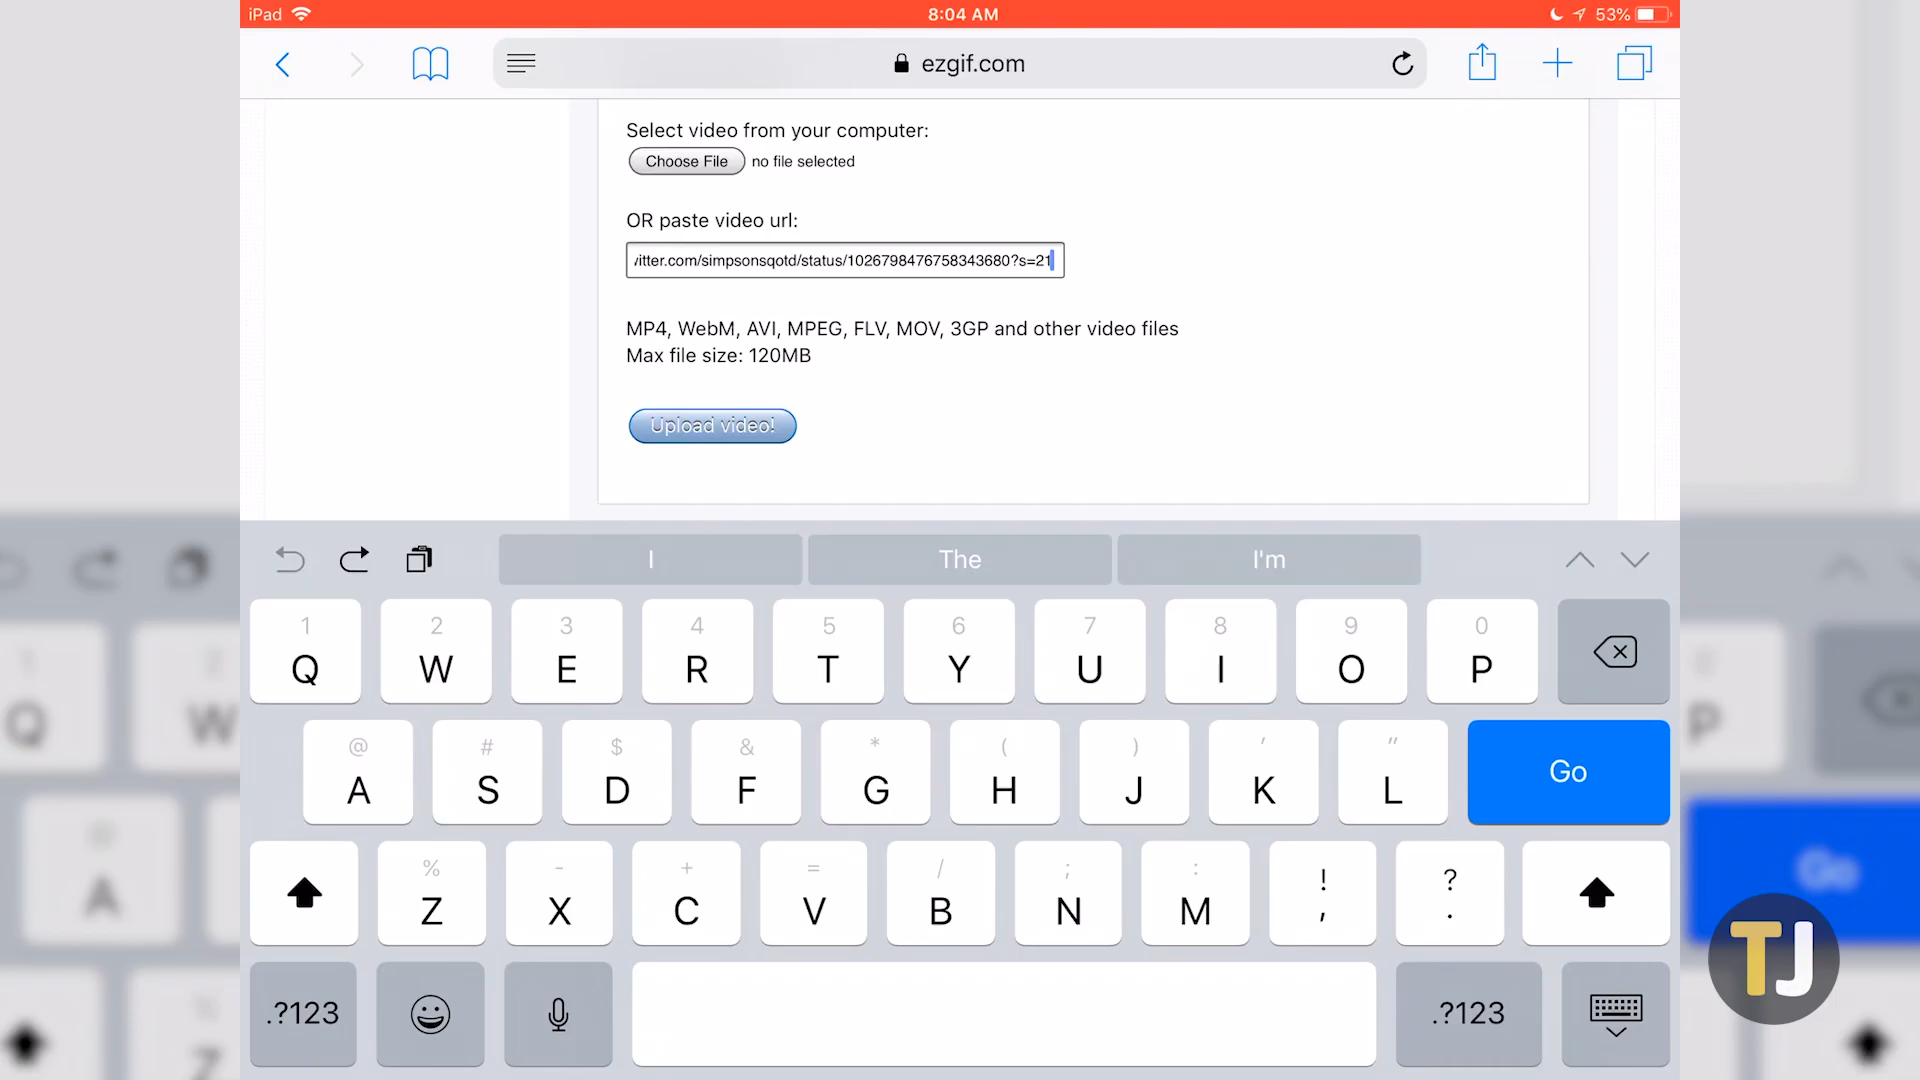 iPad 8:04 AM 53%
ezgif.com
Select video from your computer:
Choose File no file selected
OR paste video url:
itter.com/simpsonsqotd/status/1026798476758343680?s=21
MP4, WebM, AVI, MPEG, FLV, MOV, 3GP and other video files
Max file size: 120MB
Upload video!
I The I'm
1 2 3 4 5 6 7 8 9 0
Q W E R T Y U I O P
@ # $ & * ( ) ' "
A S D F G H J K L Go
% - + = / ; : ! ?
Z X C V B N M , .
.?123 .?123
TJ